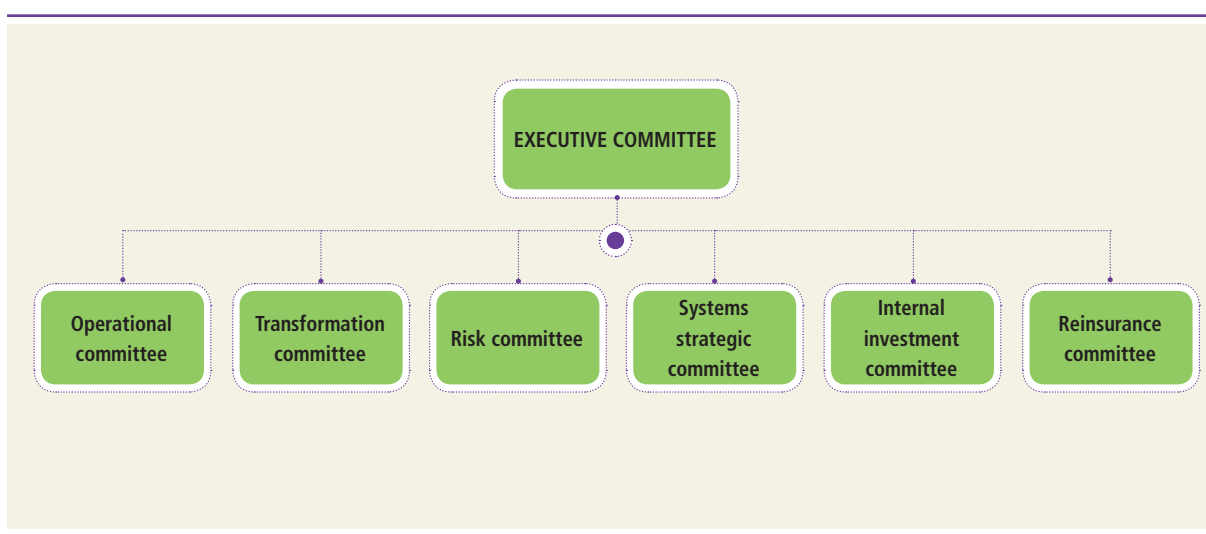 EXECUTIVE COMMITTEE
Operational
committee
Transformation
committee
Risk committee
Systems
strategic
committee
Internal
investment
committee
Reinsurance
committee